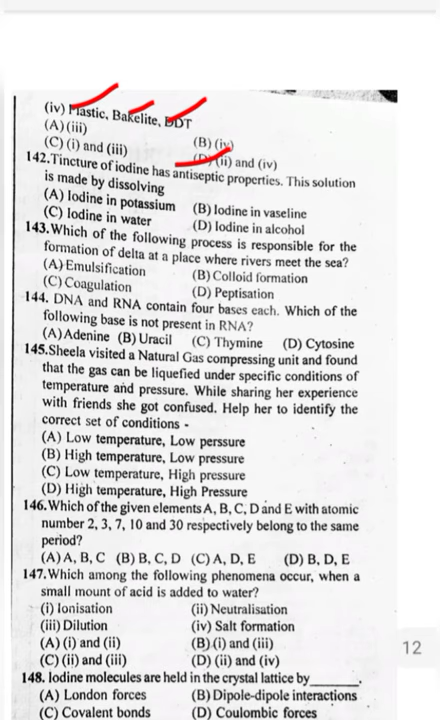 (iv) Plastic, Bakelite, DDT
(A) (iii) (B) (iv)
(C) (i) and (iii) (D) (ii) and (iv)
142. Tincture of iodine has antiseptic properties. This solution
is made by dissolving
(A) Iodine in potassium (B) Iodine in vaseline
(C) Iodine in water (D) Iodine in alcohol
143. Which of the following process is responsible for the
formation of delta at a place where rivers meet the sea?
(A) Emulsification (B) Colloid formation
(C) Coagulation (D) Peptisation
144. DNA and RNA contain four bases each. Which of the
following base is not present in RNA?
(A) Adenine (B) Uracil (C) Thymine (D) Cytosine
145. Sheela visited a Natural Gas compressing unit and found
that the gas can be liquefied under specific conditions of
temperature and pressure. While sharing her experience
with friends she got confused. Help her to identify the
correct set of conditions -
(A) Low temperature, Low perssure
(B) High temperature, Low pressure
(C) Low temperature, High pressure
(D) High temperature, High Pressure
146. Which of the given elements A, B, C, D and E with atomic
number 2, 3, 7, 10 and 30 respectively belong to the same
period?
(A) A, B, C (B) B, C, D (C) A, D, E (D) B, D, E
147. Which among the following phenomena occur, when a
small mount of acid is added to water?
(i) Ionisation (ii) Neutralisation
(iii) Dilution (iv) Salt formation
(A) (i) and (ii) (B) (i) and (iii)
(C) (ii) and (iii) (D) (ii) and (iv)
12
148. Iodine molecules are held in the crystal lattice by______.
(A) London forces (B) Dipole-dipole interactions
(C) Covalent bonds (D) Coulombic forces